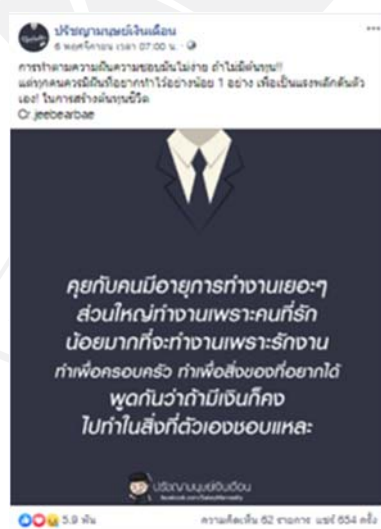 ปรัชญามนุษย์เงินเดือน
6 พฤศจิกายน เวลา 07:00 น.
การทำตามความฝันความชอบมันไม่ง่าย ถ้าไม่มีต้นทุน!!
แต่ทุกคนควรมีฝันที่อยากทำไว้อย่างน้อย 1 อย่าง เพื่อเป็นแรงผลักดันตัว
เอง! ในการสร้างต้นทุนชีวิต
Cr.jeebearbae
คุยกับคนมีอายุการทำงานเยอะๆ
ส่วนใหญ่ทำงานเพราะคนที่รัก
น้อยมากที่จะทำงานเพราะรักงาน
ทำเพื่อครอบครัว ทำเพื่อสิ่งของที่อยากได้
พูดกันว่าถ้ามีเงินก็คง
ไปทำในสิ่งที่ตัวเองชอบแหละ
ปรัชญามนุษย์เงินเดือน
5.9 พัน
ความคิดเห็น 62 รายการ แชร์ 654 ครั้ง